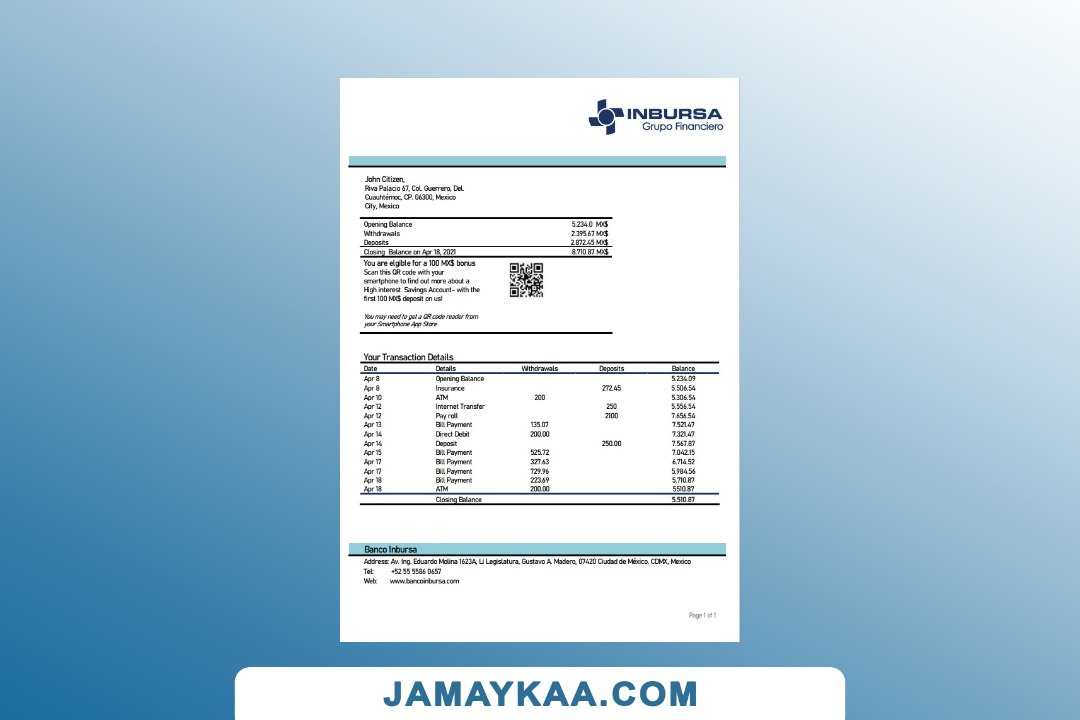 INBURSA
Grupo Financiero
John Citizen,
Riva Palacio 67, Col. Guerrero, Del.
Cuauhtémoc, CP. 06300, Mexico
City, Mexico
Opening Balance 5.234.0 MX$
Withdrawals 2.395.67 MX$
Deposits 2.872.45 MX$
Closing Balance on Apr 18, 2021 8.710.87 MX$
You are elgible for a 100 MX$ bonus
Scan this QR code with your
smartphone to find out more about a
High interest. Savings Account- with the
first 100 MX$ deposit on us!
You may need to get a QR code reader from
your Smartphone App Store
Your Transaction Details
Date Details Withdrawals Deposits Balance
Apr 8 Opening Balance 5.234.09
Apr 8 Insurance 272.45 5.506.54
Apr 10 ATM 200 5.306.54
Apr 12 Internet Transfer 250 5.556.54
Apr 12 Pay roll 2100 7.656.54
Apr 13 Bill Payment 135.07 7.521.47
Apr 14 Direct Debit 200.00 7.321.47
Apr 14 Deposit 250.00 7.567.87
Apr 15 Bill Payment 525.72 7.042.15
Apr 17 Bill Payment 327.63 6.714.52
Apr 17 Bill Payment 729.96 5.984.56
Apr 18 Bill Payment 223.69 5.710.87
Apr 18 ATM 200.00 5510.87
Closing Balance 5.510.87
Banco Inbursa
Address: Av. Ing. Eduardo Molina 1623A, Li Legislatura, Gustavo A. Madero, 07420 Ciudad de México, CDMX, Mexico
Tel: +52 55 5586 0657
Web: www.bancoinbursa.com
Page 1 of 1
JAMAYKAA.COM